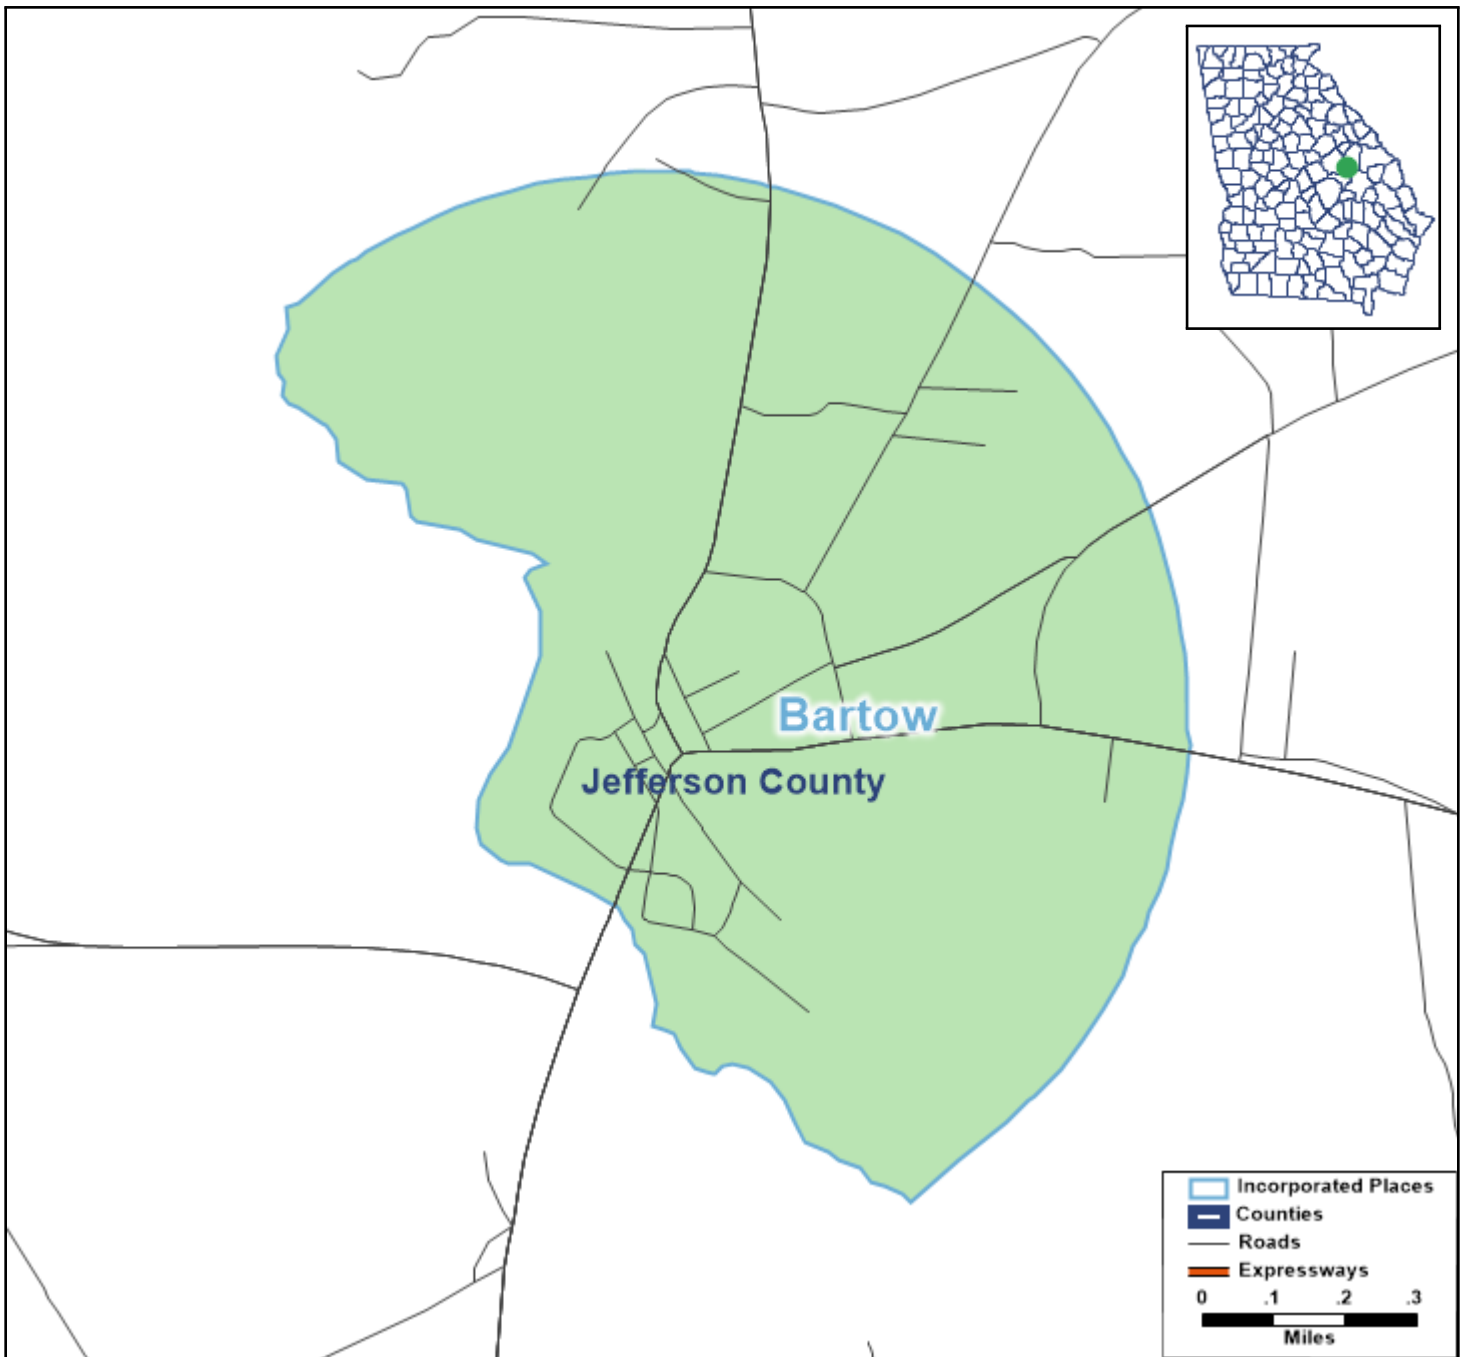 Bartow
Jefferson County
Incorporated Places
Counties
Roads
Expressways
0 .1 .2 .3
Miles